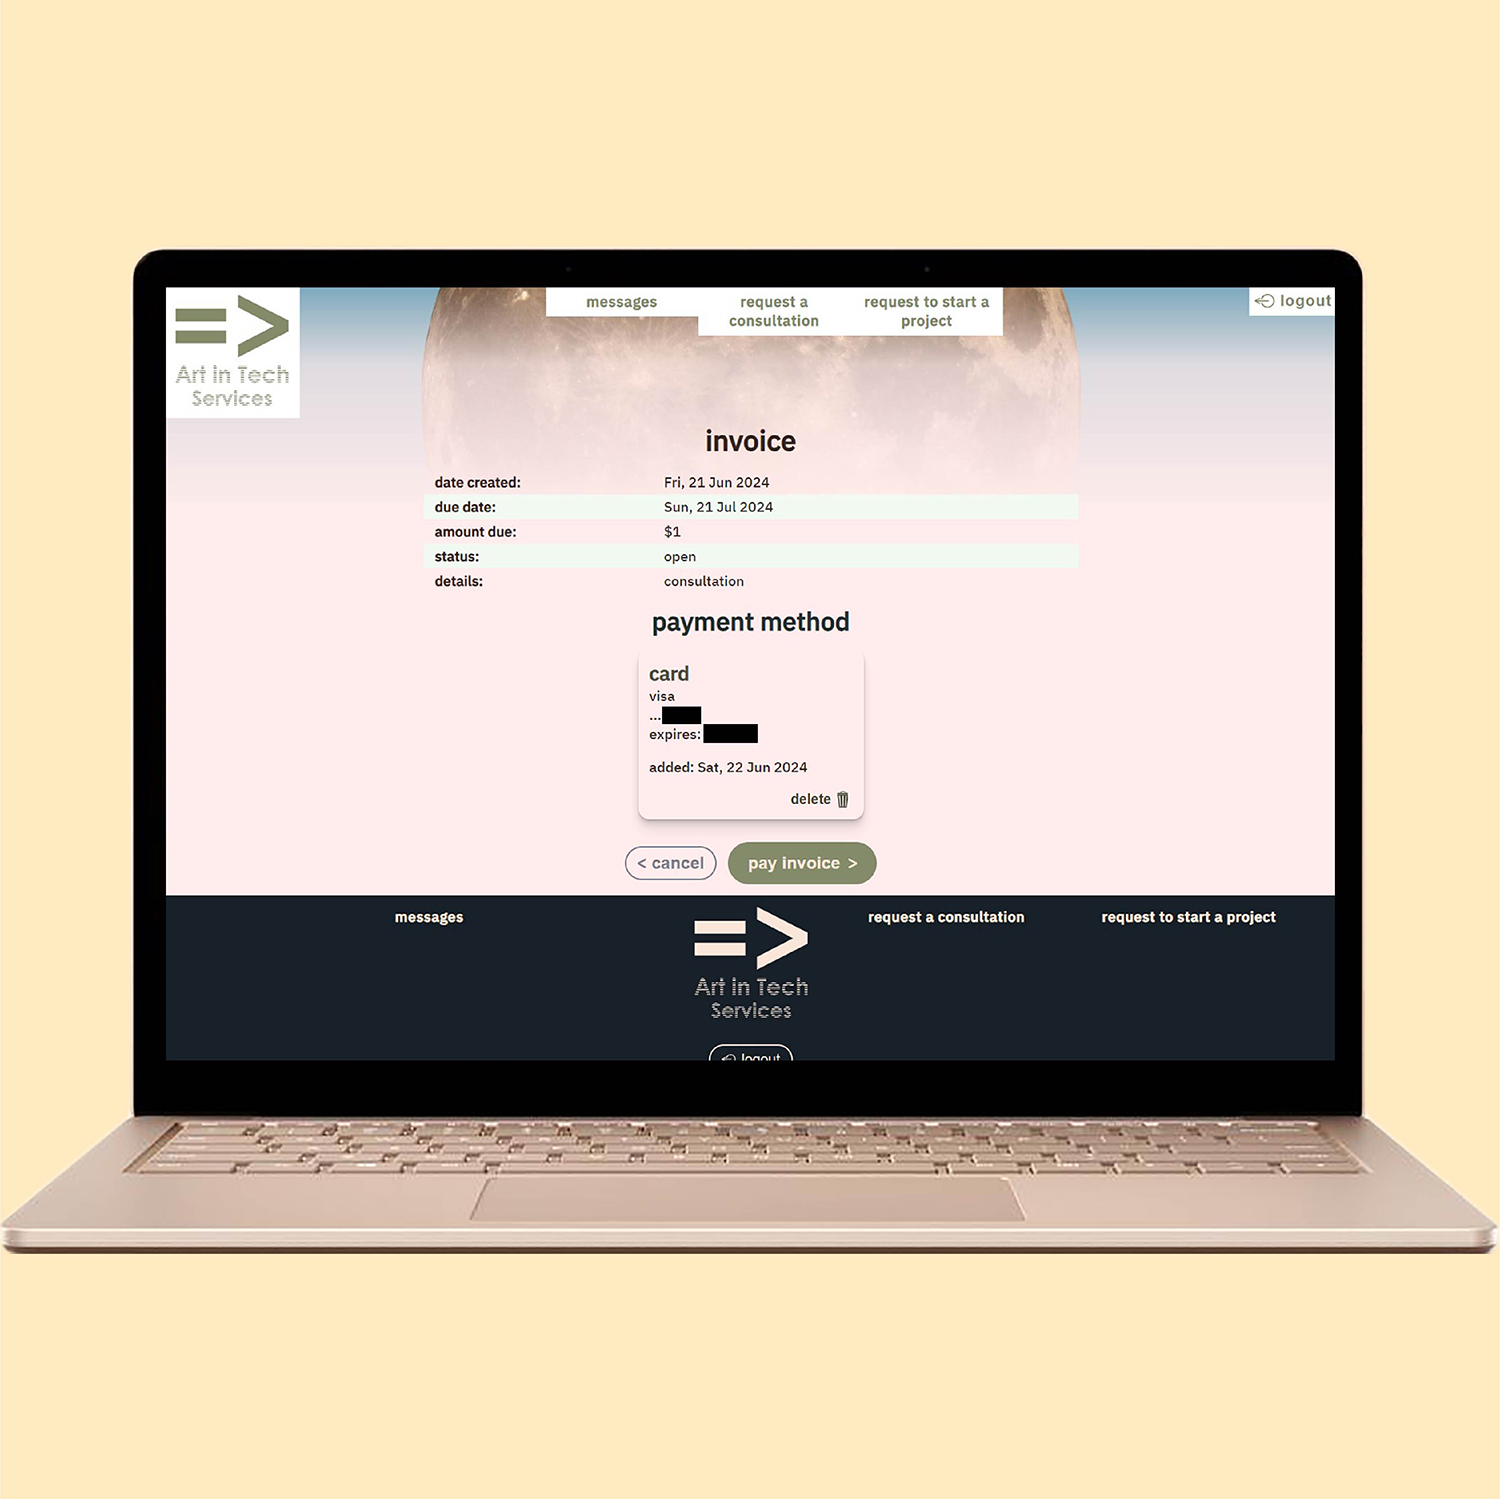 Art in Tech
Services
messages
request a
consultation
request to start a
project
logout
invoice
date created: Fri, 21 Jun 2024
due date: Sun, 21 Jul 2024
amount due: $1
status: open
details: consultation
payment method
card
visa
...
expires:
added: Sat, 22 Jun 2024
delete
< cancel
pay invoice >
messages
Art in Tech
Services
request a consultation
request to start a project
logout